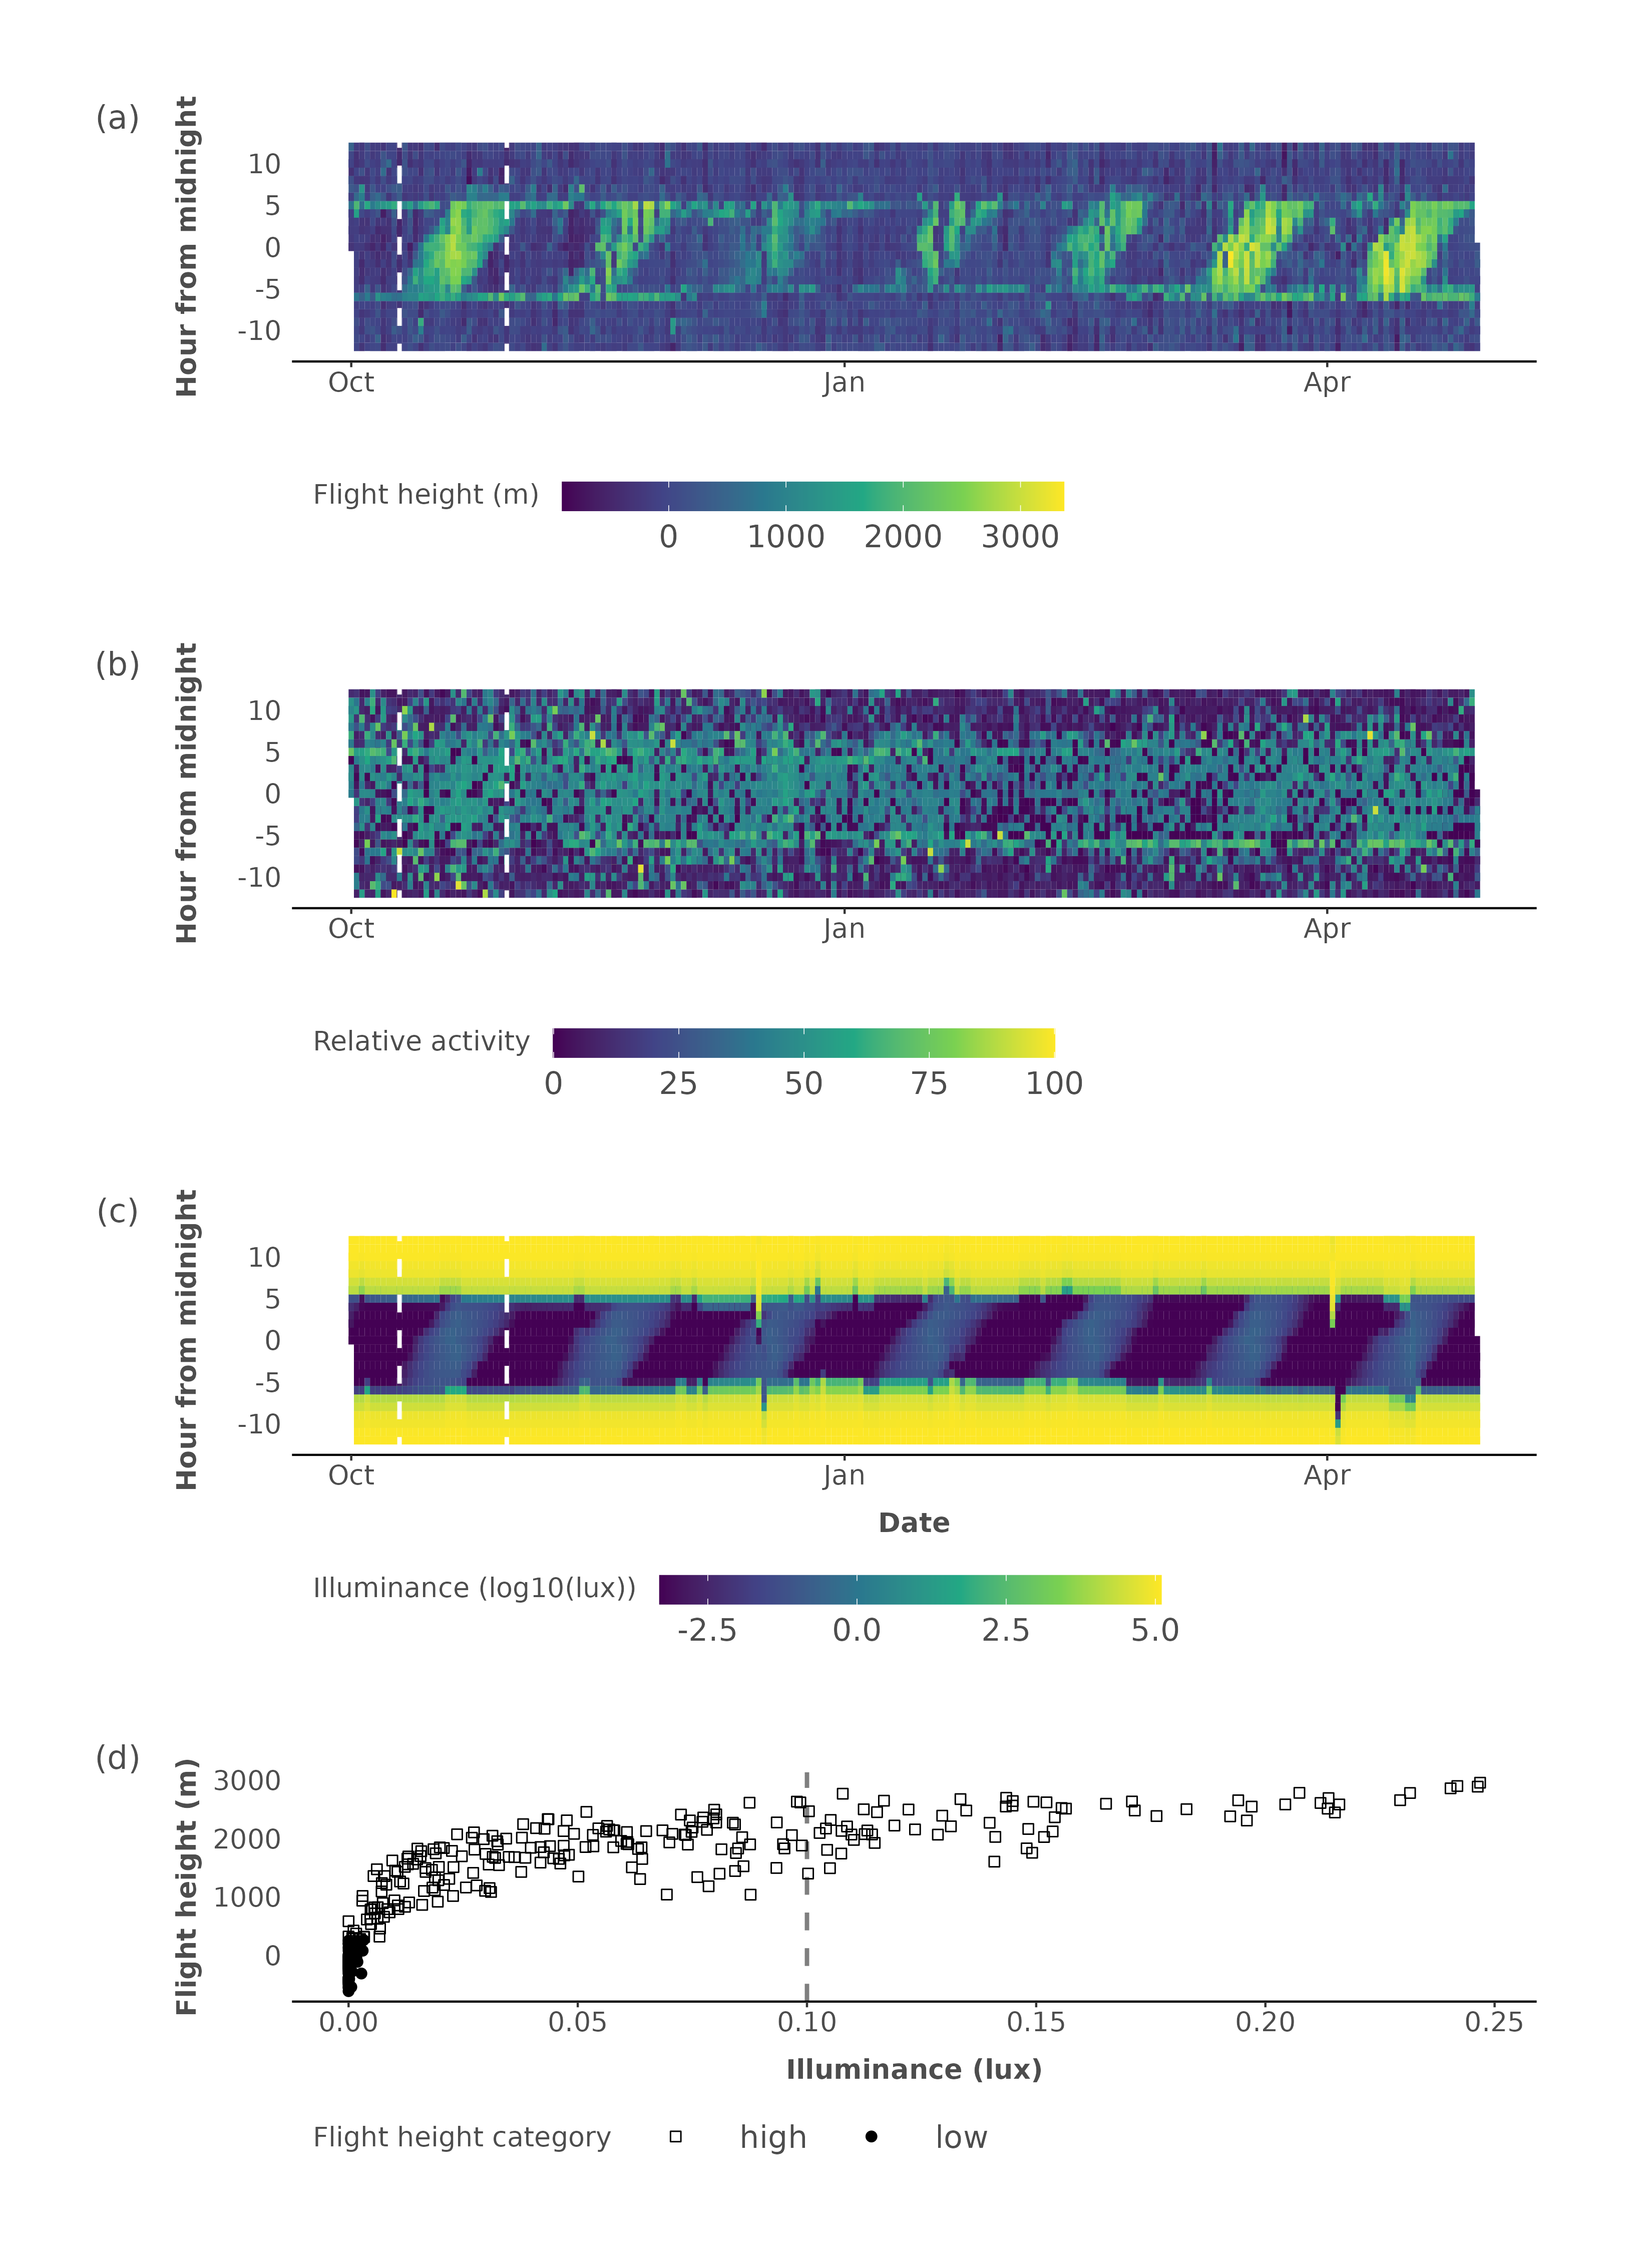 (a)
Hour from midnight
10
5
0
-5
-10
Oct Jan Apr
Flight height (m)
0 1000 2000 3000
(b)
Hour from midnight
10
5
0
-5
-10
Oct Jan Apr
Relative activity
0 25 50 75 100
(c)
Hour from midnight
10
5
0
-5
-10
Oct Jan Apr
Date
Illuminance (log10(lux))
-2.5 0.0 2.5 5.0
(d)
Flight height (m)
3000
2000
1000
0
0.00 0.05 0.10 0.15 0.20 0.25
Illuminance (lux)
Flight height category high low